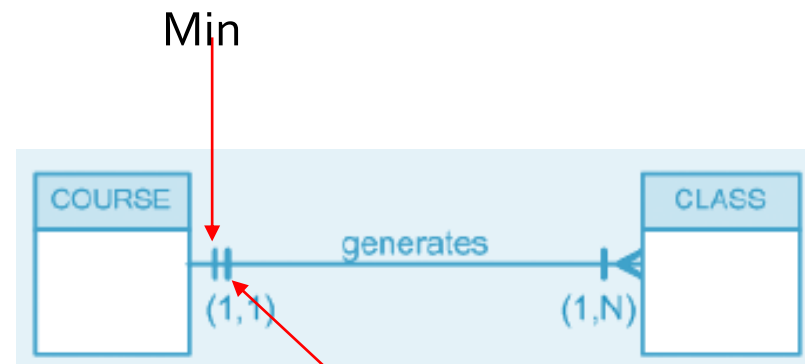 Min
COURSE
CLASS
generates
(1,1)
(1,N)